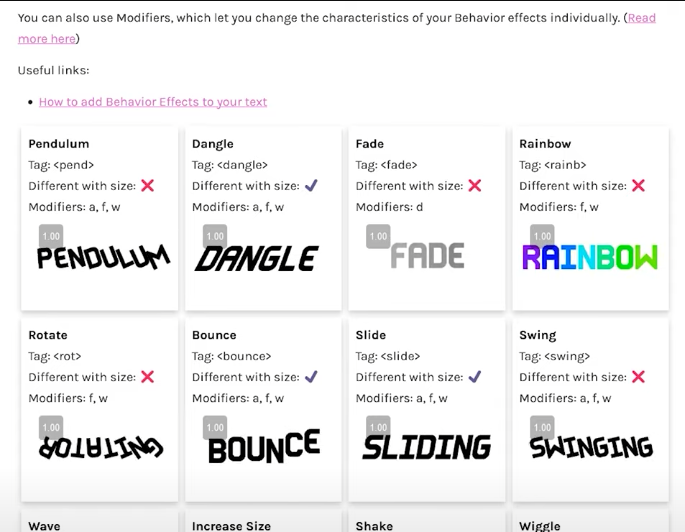 You can also use Modifiers, which let you change the characteristics of your Behavior effects individually. (Read
more here)
Useful links:
• How to add Behavior Effects to your text
Pendulum
Tag: <pend>
Different with size: ❌
Modifiers: a, f, w
1.00
PENDULUM
Dangle
Tag: <dangle>
Different with size: ✔
Modifiers: a, f, w
1.00
DANGLE
Fade
Tag: <fade>
Different with size: ❌
Modifiers: d
1.00
FADE
Rainbow
Tag: <rainb>
Different with size: ❌
Modifiers: f, w
1.00
RAINBOW
Rotate
Tag: <rot>
Different with size: ❌
Modifiers: f, w
1.00
ROTATING
Bounce
Tag: <bounce>
Different with size: ✔
Modifiers: a, f, w
1.00
BOUNCE
Slide
Tag: <slide>
Different with size: ✔
Modifiers: a, f, w
1.00
SLIDING
Swing
Tag: <swing>
Different with size: ❌
Modifiers: a, f, w
1.00
SWINGING
Wave
Increase Size
Shake
Wiggle